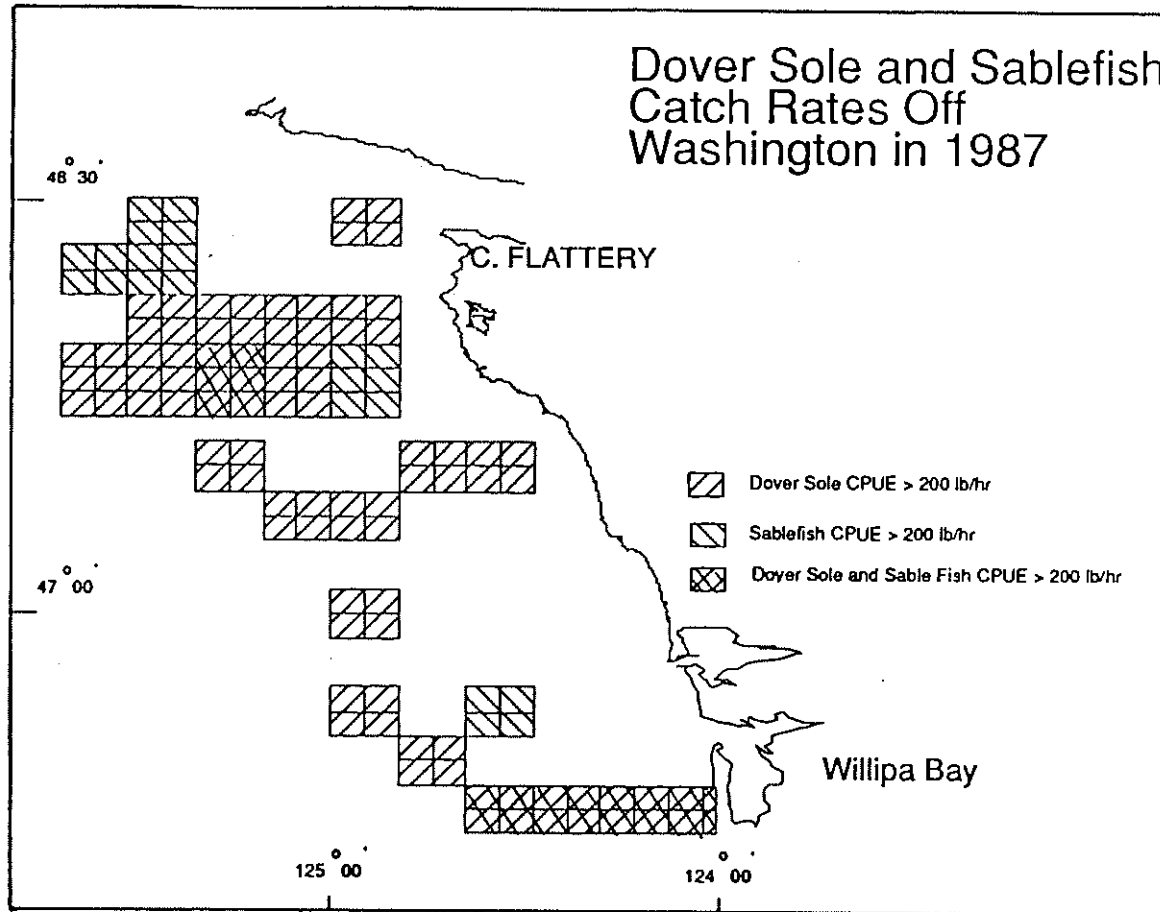 Dover Sole and Sablefish
Catch Rates Off
Washington in 1987
48° 30'
C. FLATTERY
Dover Sole CPUE > 200 lb/hr
Sablefish CPUE > 200 lb/hr
Dover Sole and Sable Fish CPUE > 200 lb/hr
47° 00'
Willipa Bay
125° 00'
124° 00'